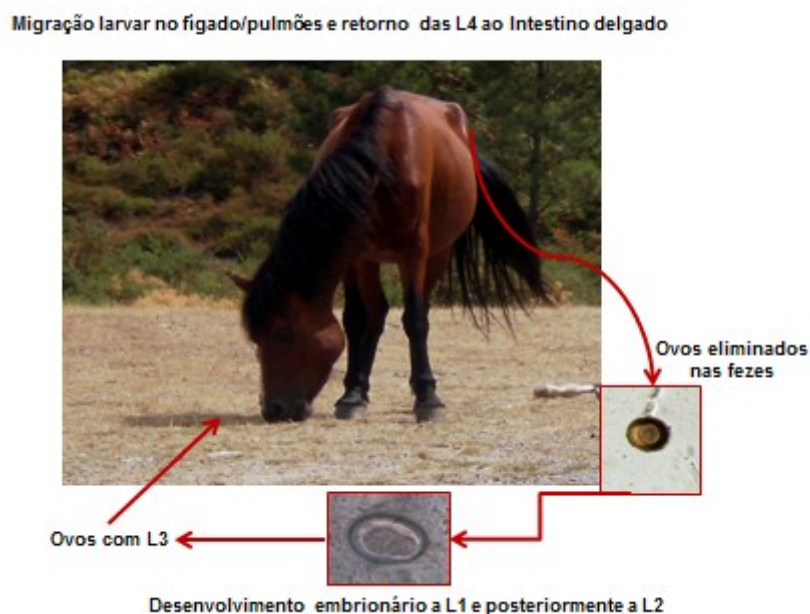 Migração larvar no fígado/pulmões e retorno das L4 ao Intestino delgado
Ovos eliminados
nas fezes
Ovos com L3
Desenvolvimento embrionário a L1 e posteriormente a L2